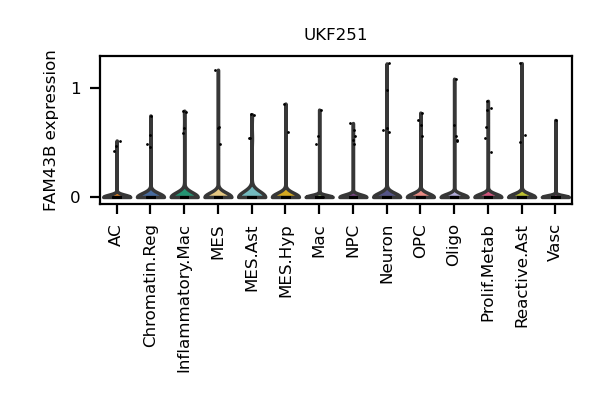 UKF251
FAM43B expression
1
0
AC
Chromatin.Reg
Inflammatory.Mac
MES
MES.Ast
MES.Hyp
Mac
NPC
Neuron
OPC
Oligo
Prolif.Metab
Reactive.Ast
Vasc